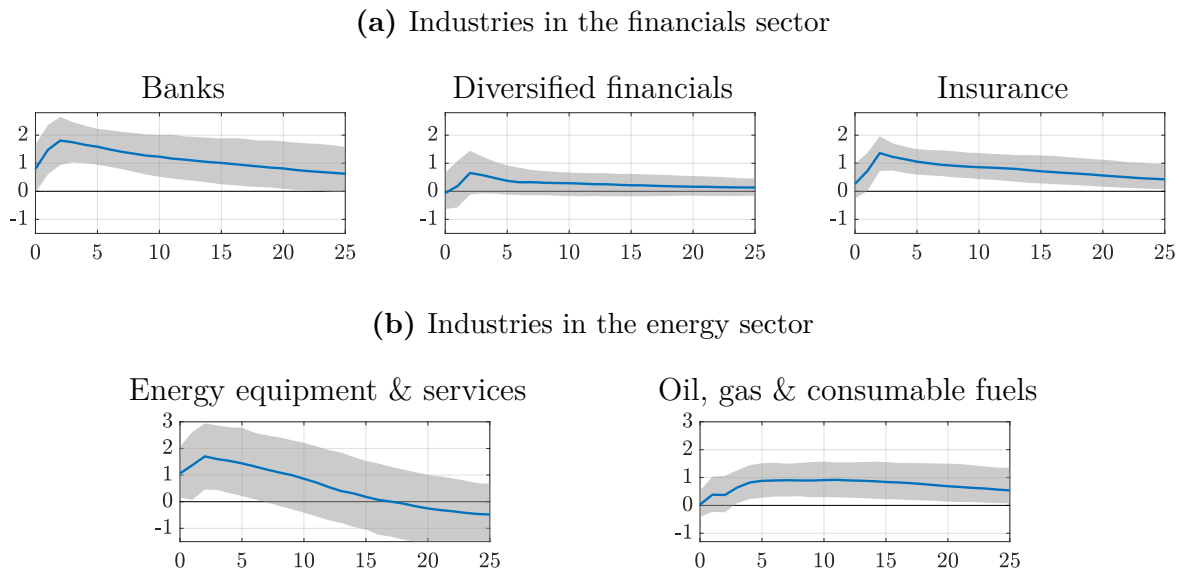 (a) Industries in the financials sector
Banks
Diversified financials
Insurance
2
1
0
-1
0 5 10 15 20 25
2
1
0
-1
0 5 10 15 20 25
2
1
0
-1
0 5 10 15 20 25
(b) Industries in the energy sector
Energy equipment & services
Oil, gas & consumable fuels
3
2
1
0
-1
0 5 10 15 20 25
3
2
1
0
-1
0 5 10 15 20 25